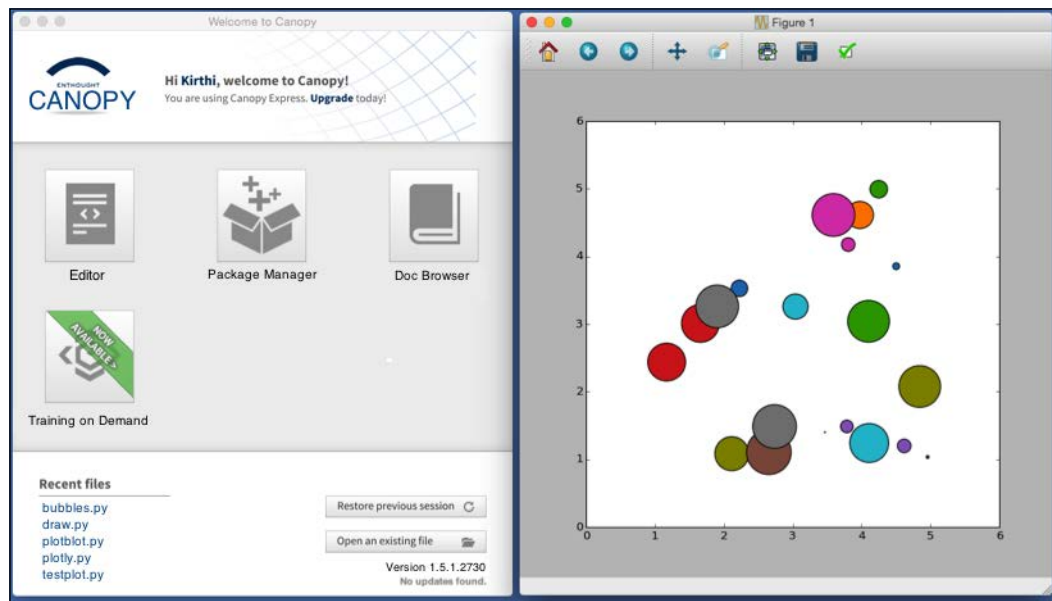 Welcome to Canopy
ENTHOUGHT
CANOPY
Hi Kirthi, welcome to Canopy!
You are using Canopy Express. Upgrade today!
Editor
Package Manager
Doc Browser
NOW
AVAILABLE>
Training on Demand
Recent files
bubbles.py
draw.py
plotblot.py
plotly.py
testplot.py
Restore previous session
Open an existing file
Version 1.5.1.2730
No updates found.
Figure 1
6
5
4
3
2
1
0
0 1 2 3 4 5 6